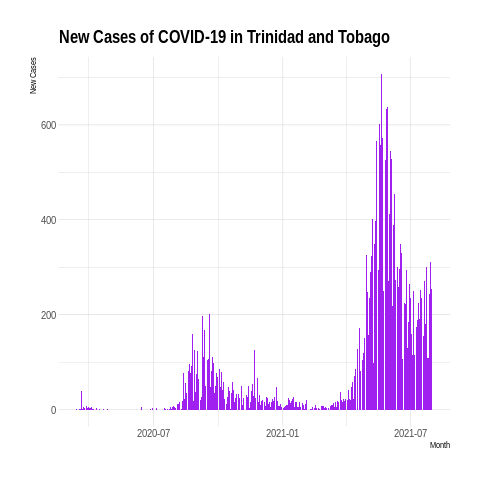 New Cases of COVID-19 in Trinidad and Tobago
New Cases
600
400
200
0
2020-07
2021-01
2021-07
Month